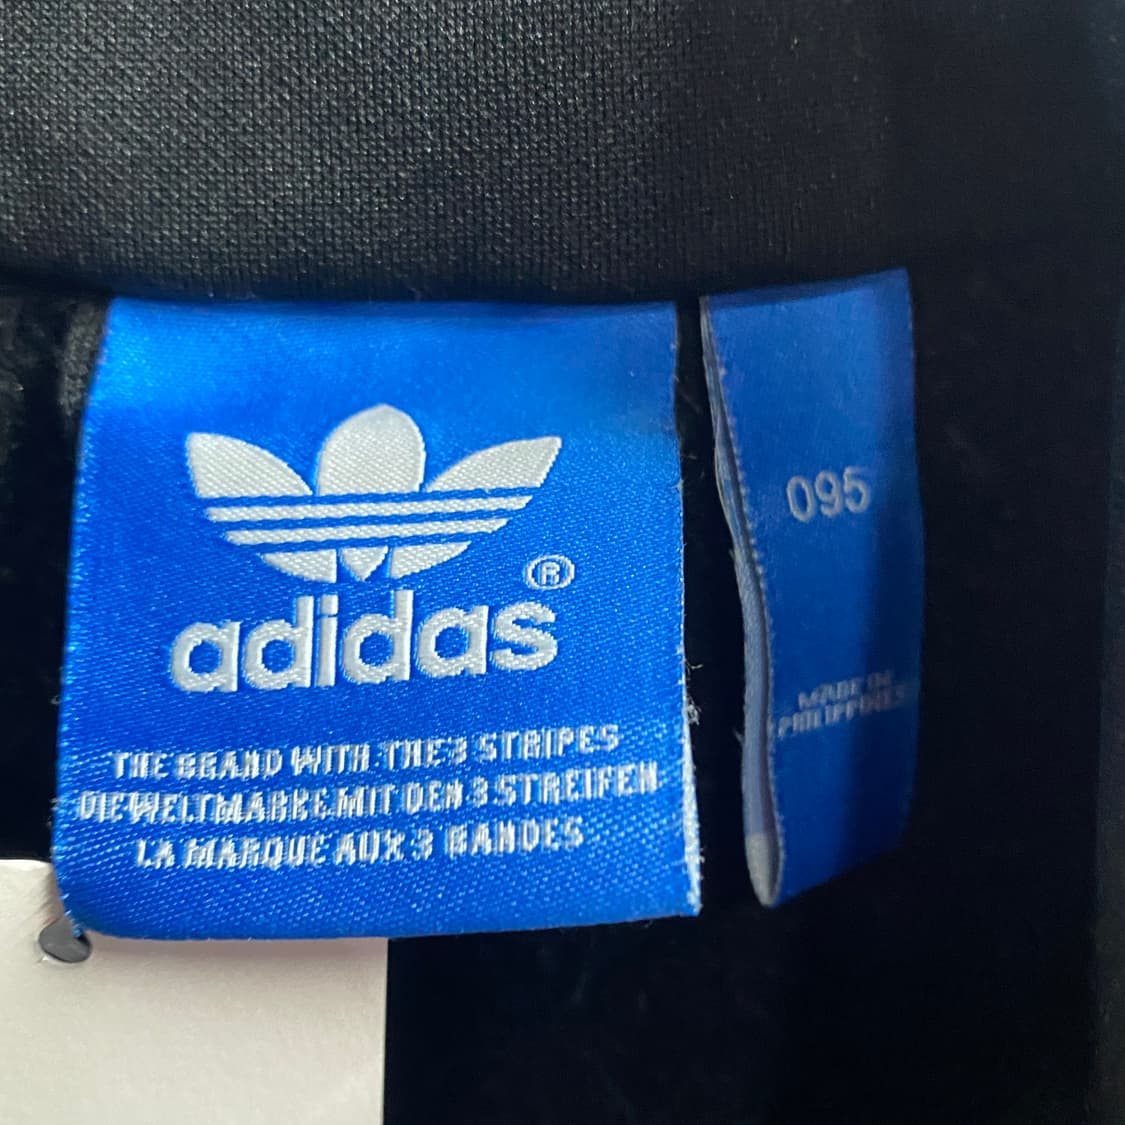 adidas®
THE BRAND WITH THE 3 STRIPES
DIE WELTMARKE MIT DEN 3 STREIFEN
LA MARQUE AUX 3 BANDES
095
MADE IN
PHILIPPINES